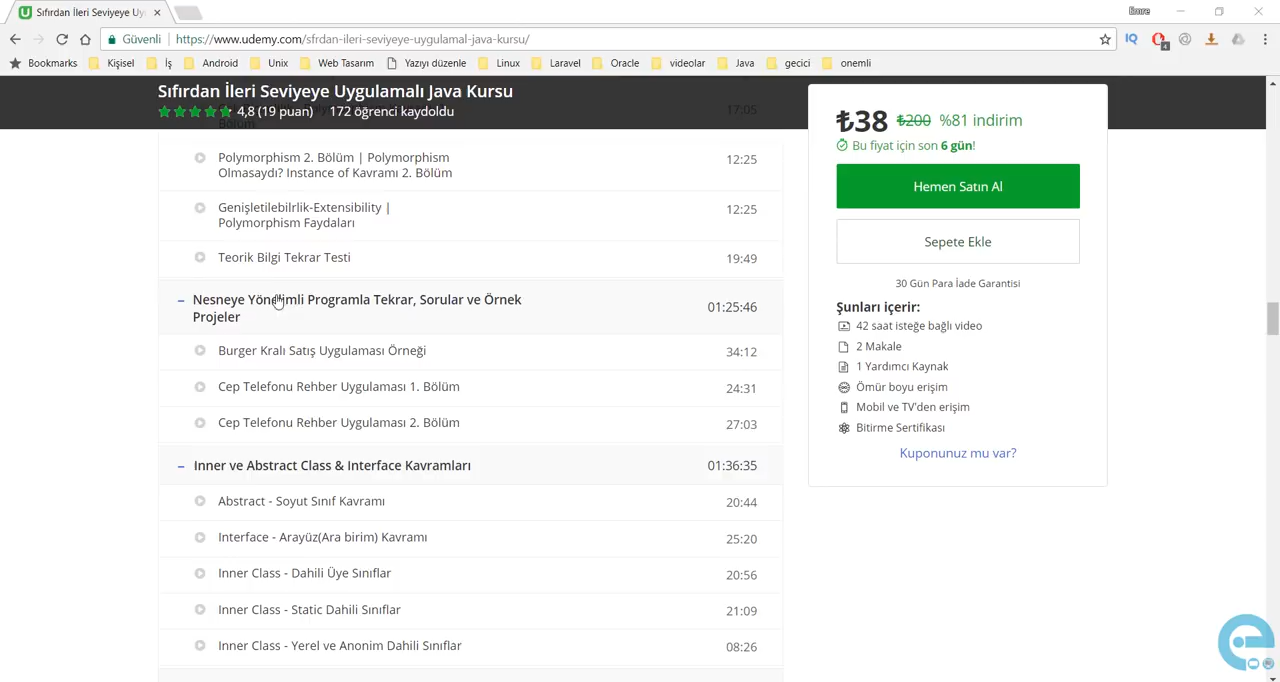 Sıfırdan İleri Seviyeye Uy
Emre
Güvenli https://www.udemy.com/sfrdan-ileri-seviyeye-uygulamal-java-kursu/
IQ
4
Bookmarks Kişisel İş Android Unix Web Tasarım Yazıyı düzenle Linux Laravel Oracle videolar Java gecici onemli
Sıfırdan İleri Seviyeye Uygulamalı Java Kursu
4,8 (19 puan) 172 öğrenci kaydoldu
Bölüm
17:05
Polymorphism 2. Bölüm | Polymorphism
Olmasaydı? Instance of Kavramı 2. Bölüm
12:25
Genişletilebilrlik-Extensibility |
Polymorphism Faydaları
12:25
Teorik Bilgi Tekrar Testi
19:49
Nesneye Yönelimli Programla Tekrar, Sorular ve Örnek
Projeler
01:25:46
Burger Kralı Satış Uygulaması Örneği
34:12
Cep Telefonu Rehber Uygulaması 1. Bölüm
24:31
Cep Telefonu Rehber Uygulaması 2. Bölüm
27:03
Inner ve Abstract Class & Interface Kavramları
01:36:35
Abstract - Soyut Sınıf Kavramı
20:44
Interface - Arayüz(Ara birim) Kavramı
25:20
Inner Class - Dahili Üye Sınıflar
20:56
Inner Class - Static Dahili Sınıflar
21:09
Inner Class - Yerel ve Anonim Dahili Sınıflar
08:26
₺38 ₺200 %81 indirim
Bu fiyat için son 6 gün!
Hemen Satın Al
Sepete Ekle
30 Gün Para İade Garantisi
Şunları içerir:
42 saat isteğe bağlı video
2 Makale
1 Yardımcı Kaynak
Ömür boyu erişim
Mobil ve TV'den erişim
Bitirme Sertifikası
Kuponunuz mu var?